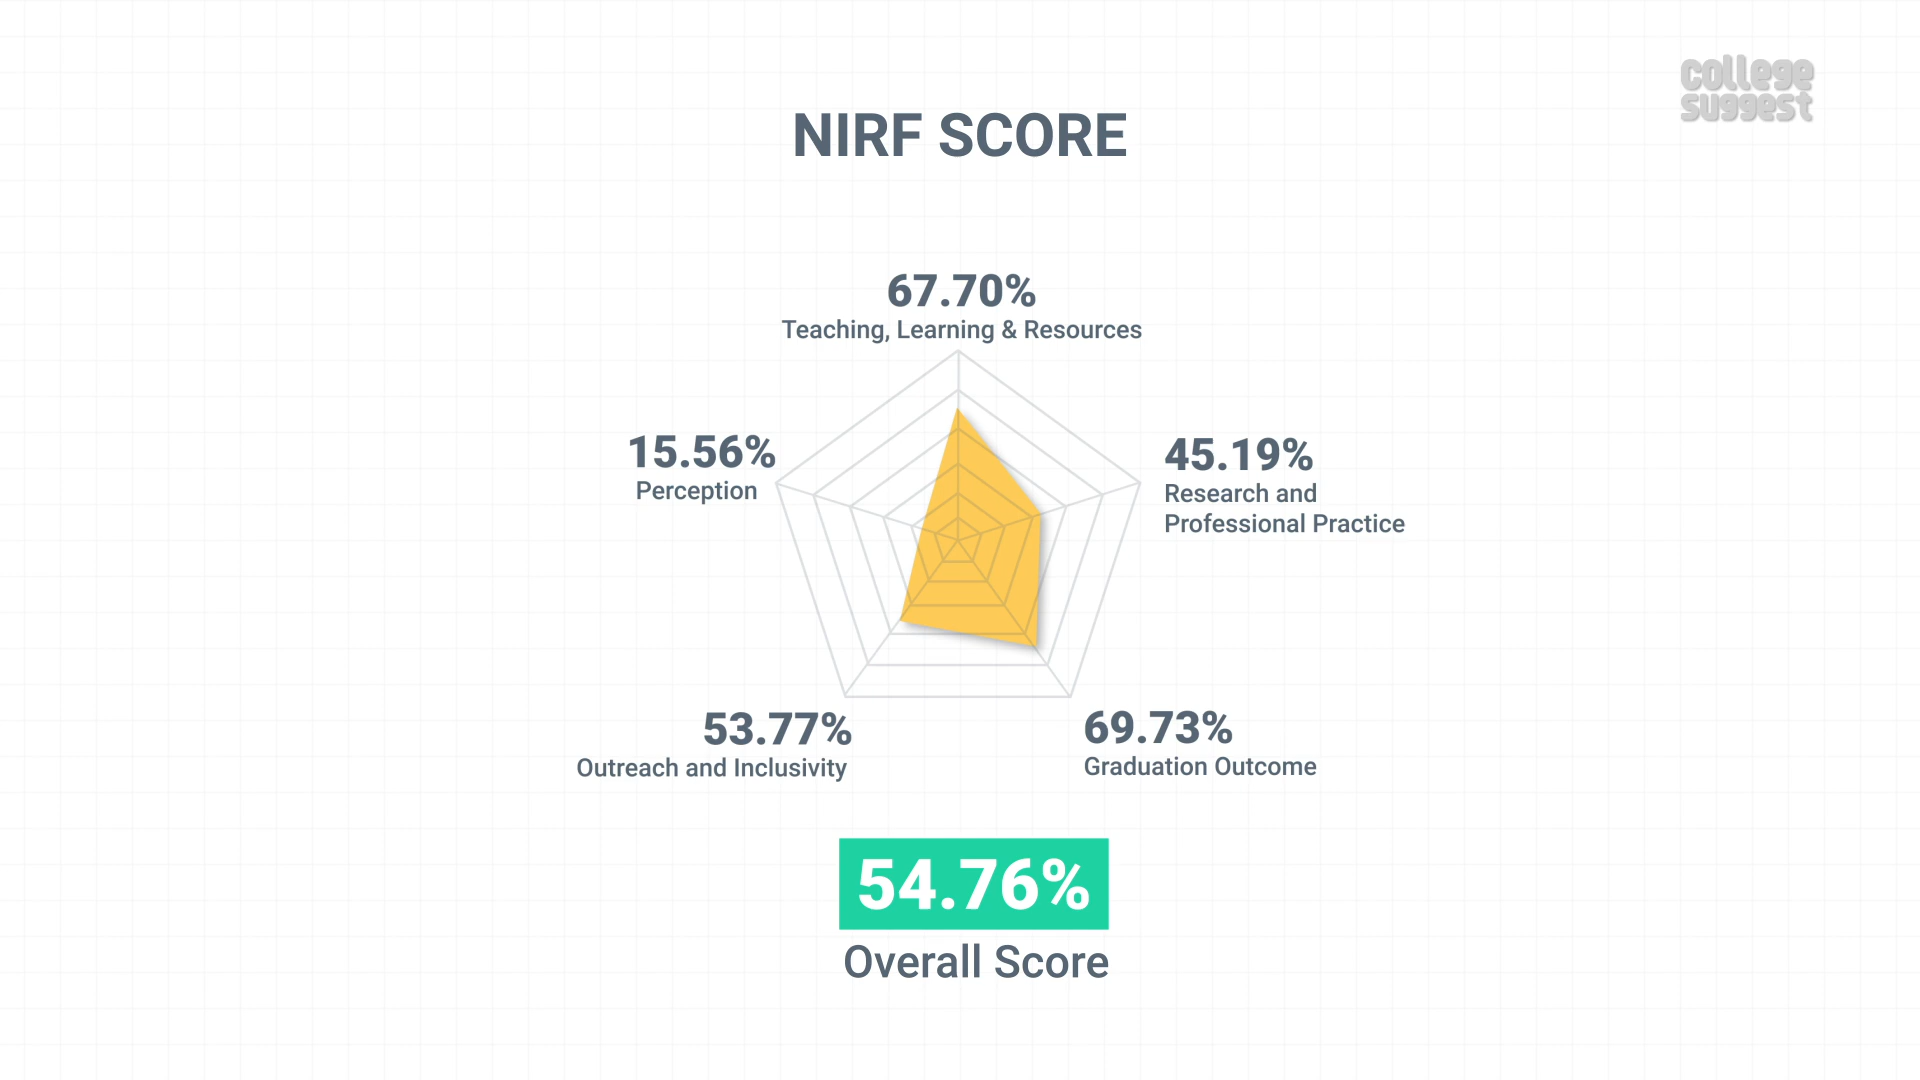 college
suggest
NIRF SCORE
67.70%
Teaching, Learning & Resources
15.56%
Perception
45.19%
Research and
Professional Practice
53.77%
Outreach and Inclusivity
69.73%
Graduation Outcome
54.76%
Overall Score